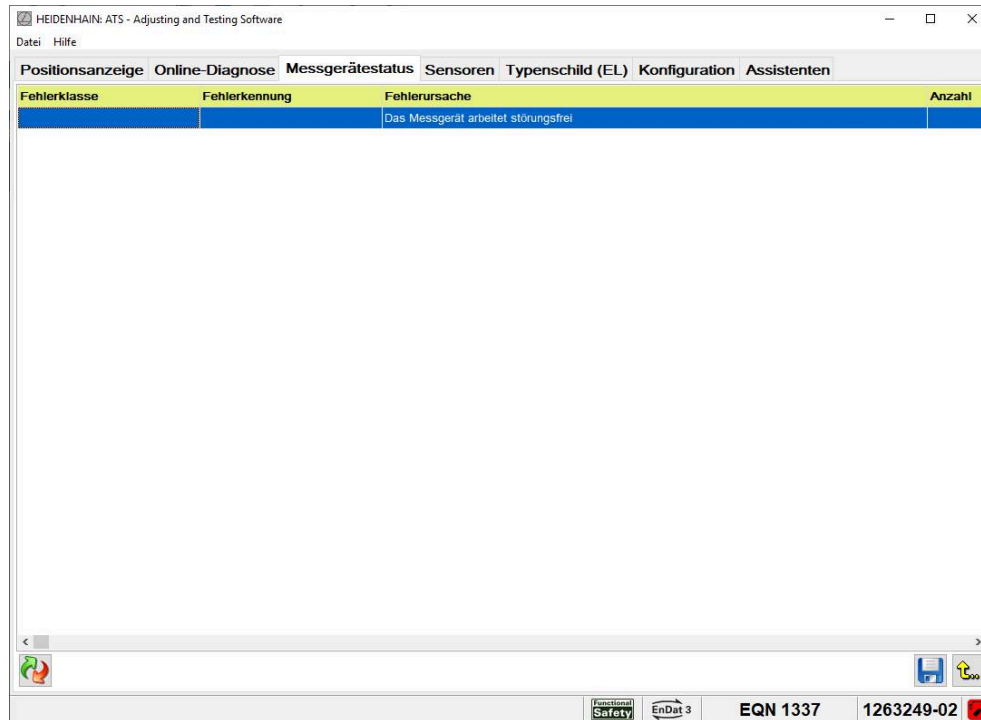 HEIDENHAIN: ATS - Adjusting and Testing Software
Datei Hilfe
Positionsanzeige Online-Diagnose Messgerätestatus Sensoren Typenschild (EL) Konfiguration Assistenten
Fehlerklasse Fehlerkennung Fehlerursache Anzahl
Das Messgerät arbeitet störungsfrei
Functional
Safety EnDat 3 EQN 1337 1263249-02